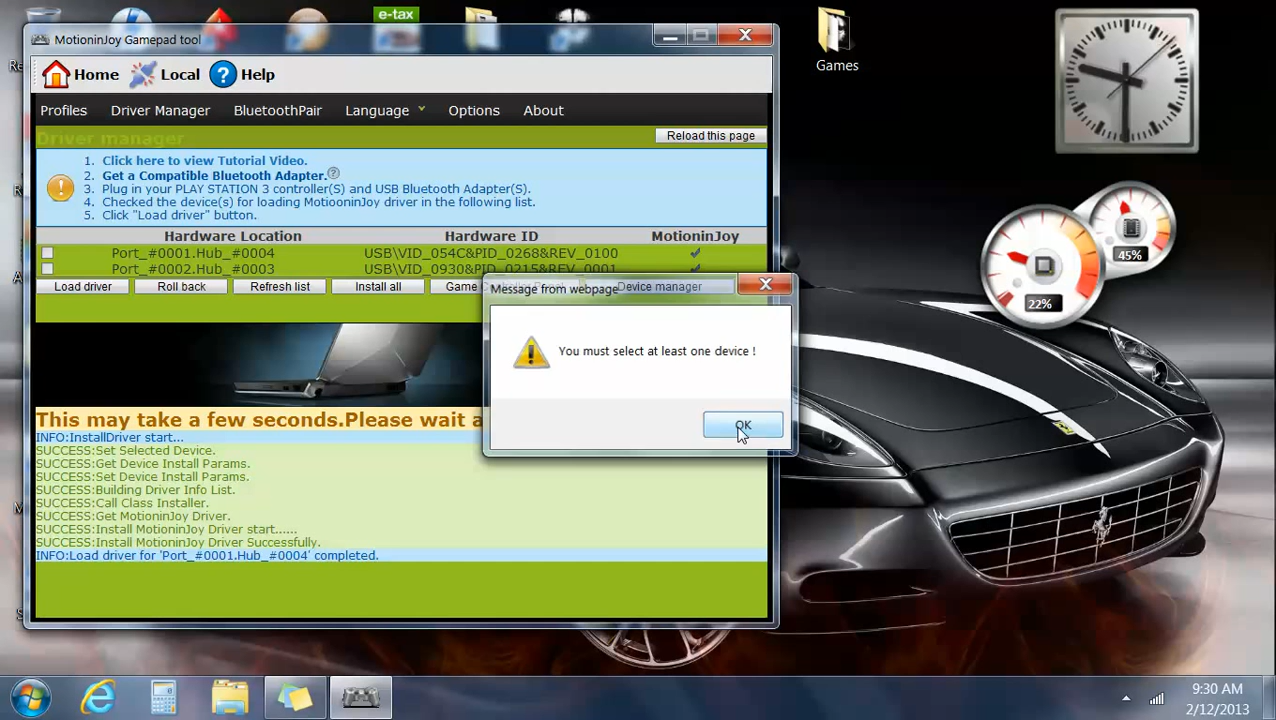 e-tax
Games
MotioninJoy Gamepad tool
Home Local ? Help
Profiles Driver Manager BluetoothPair Language Options About
Driver manager
Reload this page
1. Click here to view Tutorial Video.
2. Get a Compatible Bluetooth Adapter.
3. Plug in your PLAY STATION 3 controller(S) and USB Bluetooth Adapter(S).
4. Checked the device(s) for loading MotiooninJoy driver in the following list.
5. Click "Load driver" button.
Hardware Location Hardware ID MotioninJoy
Port_#0001.Hub_#0004 USB\VID_054C&PID_0268&REV_0100
Port_#0002.Hub_#0003 USB\VID_0930&PID_0215&REV_0001
Load driver Roll back Refresh list Install all Game Device manager
Message from webpage
You must select at least one device !
OK
This may take a few seconds.Please wait a
INFO:InstallDriver start...
SUCCESS:Set Selected Device.
SUCCESS:Get Device Install Params.
SUCCESS:Set Device Install Params.
SUCCESS:Building Driver Info List.
SUCCESS:Call Class Installer.
SUCCESS:Get MotioninJoy Driver.
SUCCESS:Install MotioninJoy Driver start......
SUCCESS:Install MotioninJoy Driver Successfully.
INFO:Load driver for 'Port_#0001.Hub_#0004' completed.
45%
22%
9:30 AM
2/12/2013